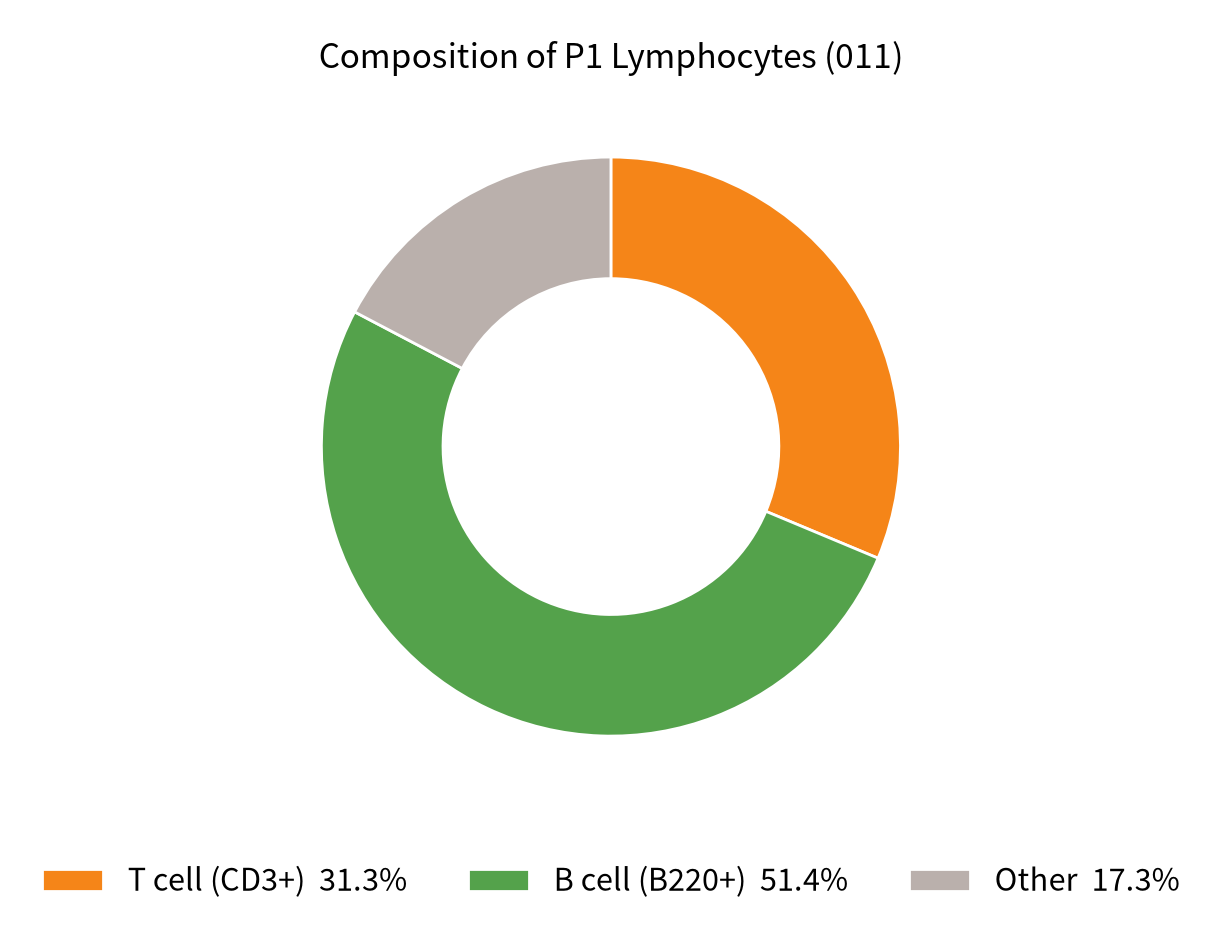 Composition of P1 Lymphocytes (011)
T cell (CD3+)  31.3%
B cell (B220+)  51.4%
Other  17.3%